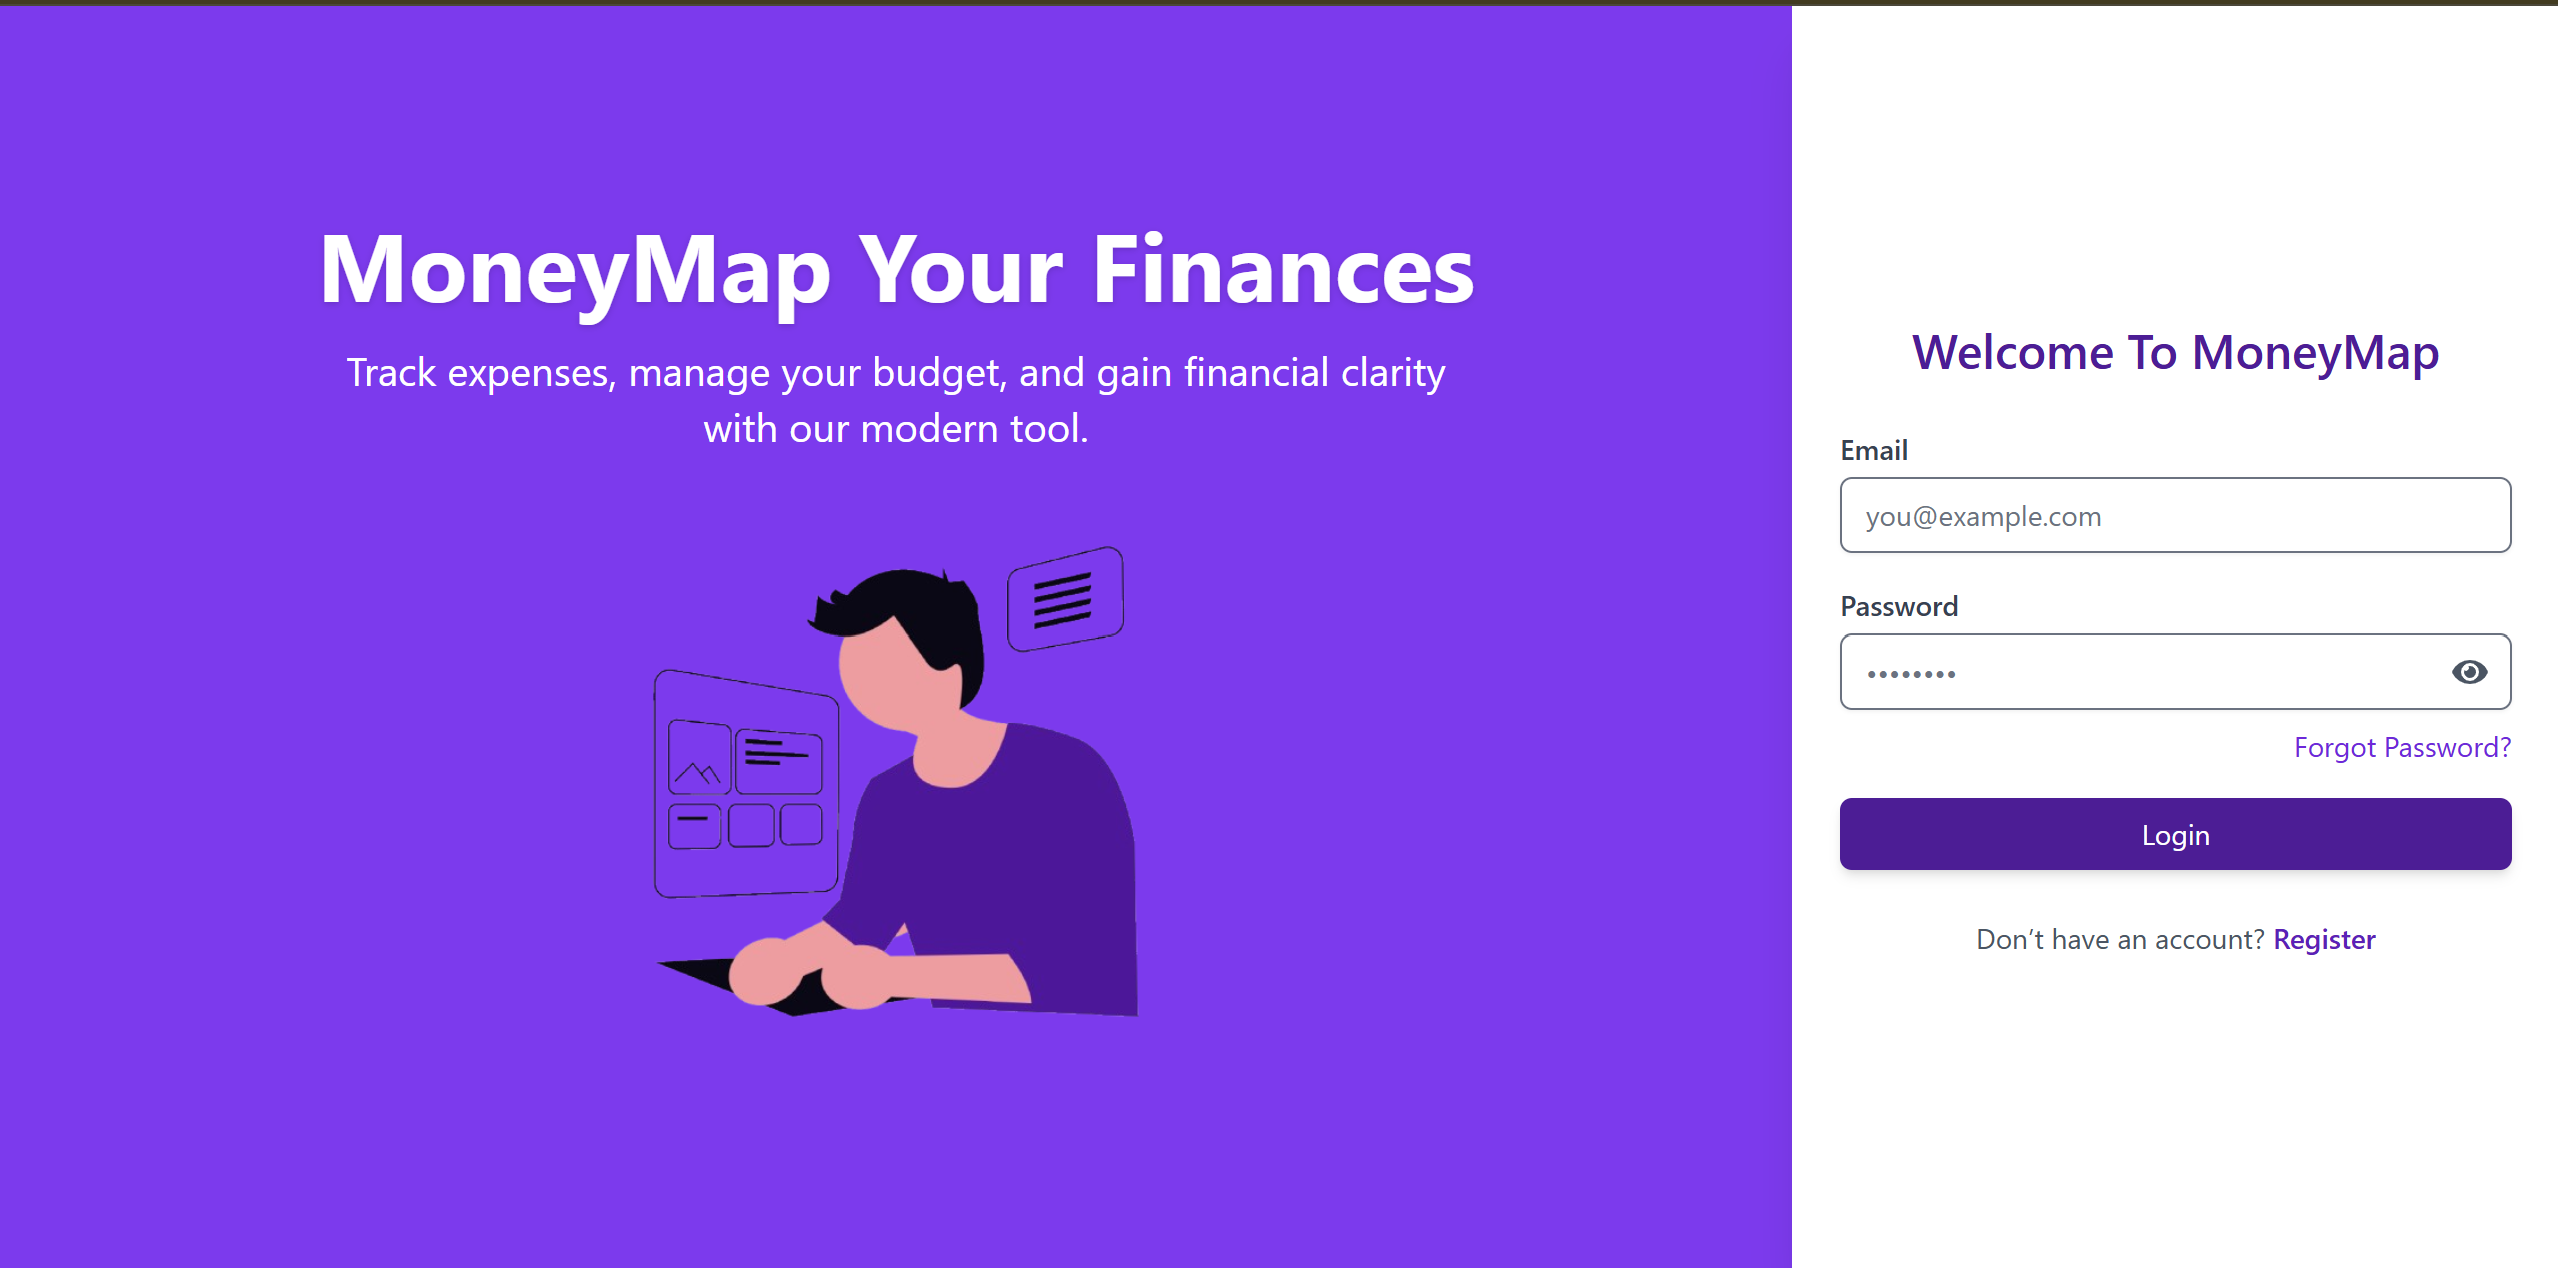 MoneyMap Your Finances
Track expenses, manage your budget, and gain financial clarity
with our modern tool.
Welcome To MoneyMap
Email
you@example.com
Password
••••••••
Forgot Password?
Login
Don’t have an account? Register